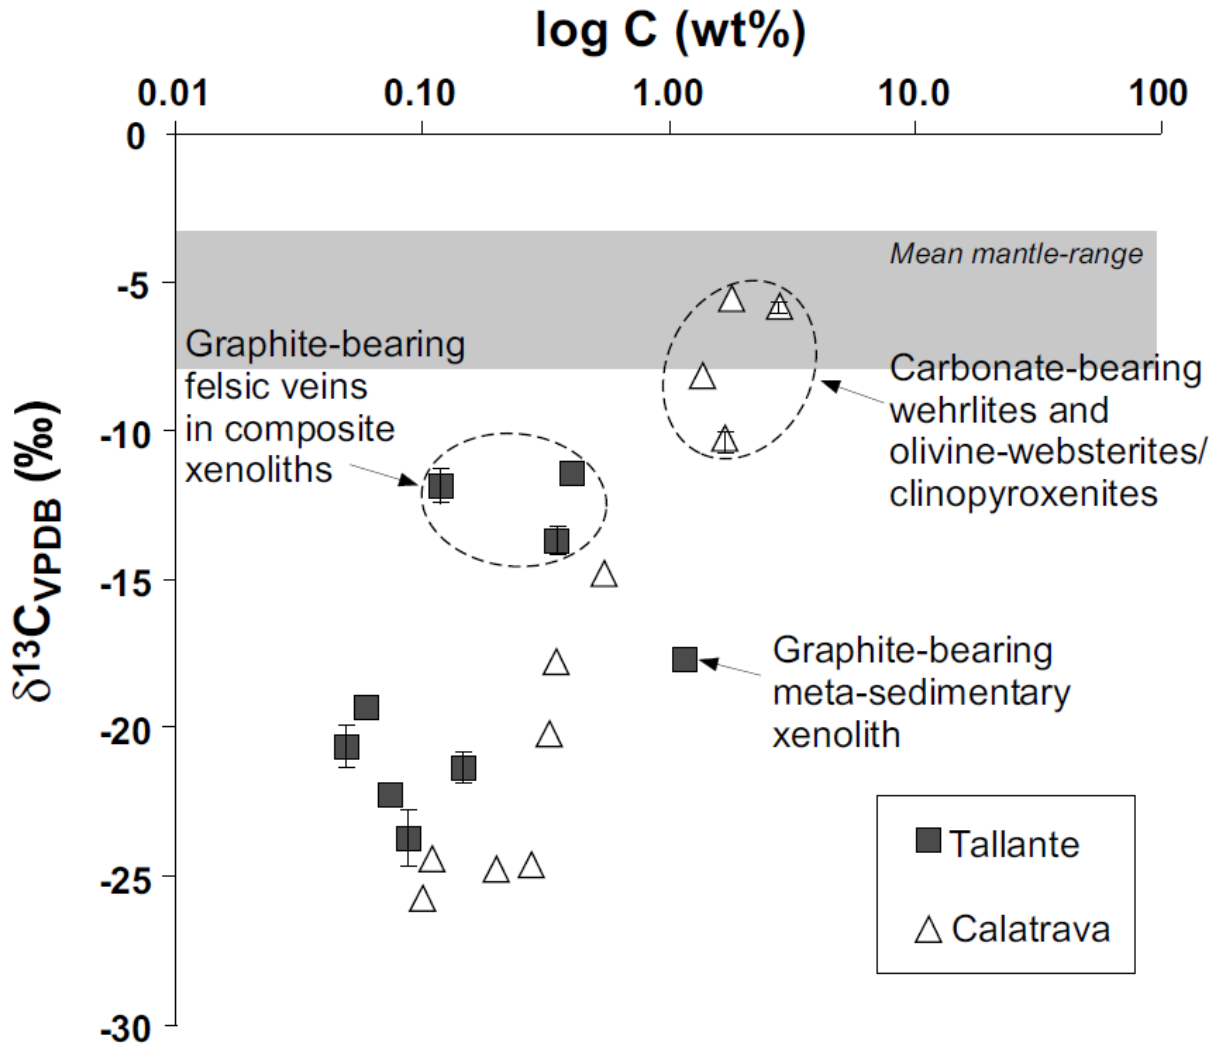 log C (wt%)
0.01 0.10 1.00 10.0 100
0
Mean mantle-range
-5
Graphite-bearing
felsic veins
in composite
xenoliths
Carbonate-bearing
wehrlites and
olivine-websterites/
clinopyroxenites
-10
δ13CVPDB (‰)
-15
Graphite-bearing
meta-sedimentary
xenolith
-20
Tallante
-25
Calatrava
-30